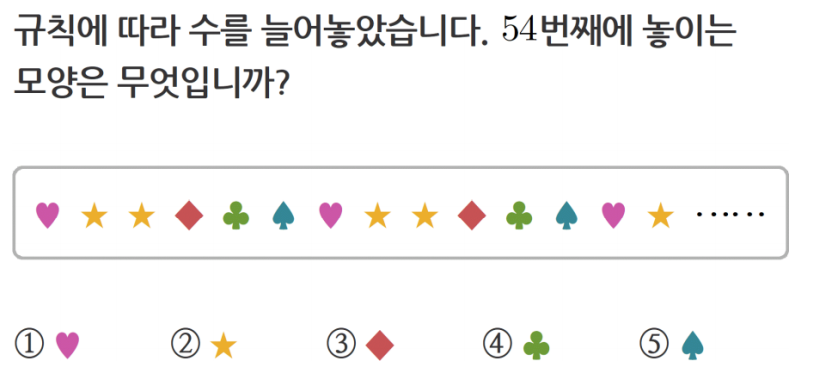 규칙에 따라 수를 늘어놓았습니다. 54번째에 놓이는
모양은 무엇입니까?
♥ ★ ★ ◆ ♣ ♠ ♥ ★ ★ ◆ ♣ ♠ ♥ ★ ……
① ♥ ② ★ ③ ◆ ④ ♣ ⑤ ♠